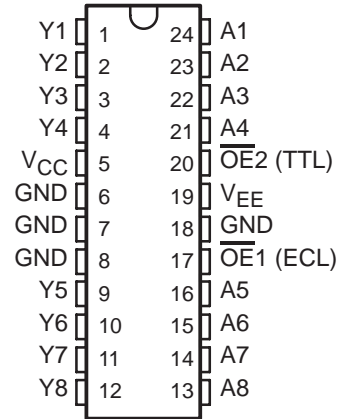 Y1 1 24 A1
Y2 2 23 A2
Y3 3 22 A3
Y4 4 21 A4
VCC 5 20 O̅E̅2 (TTL)
GND 6 19 VEE
GND 7 18 GND
GND 8 17 O̅E̅1 (ECL)
Y5 9 16 A5
Y6 10 15 A6
Y7 11 14 A7
Y8 12 13 A8